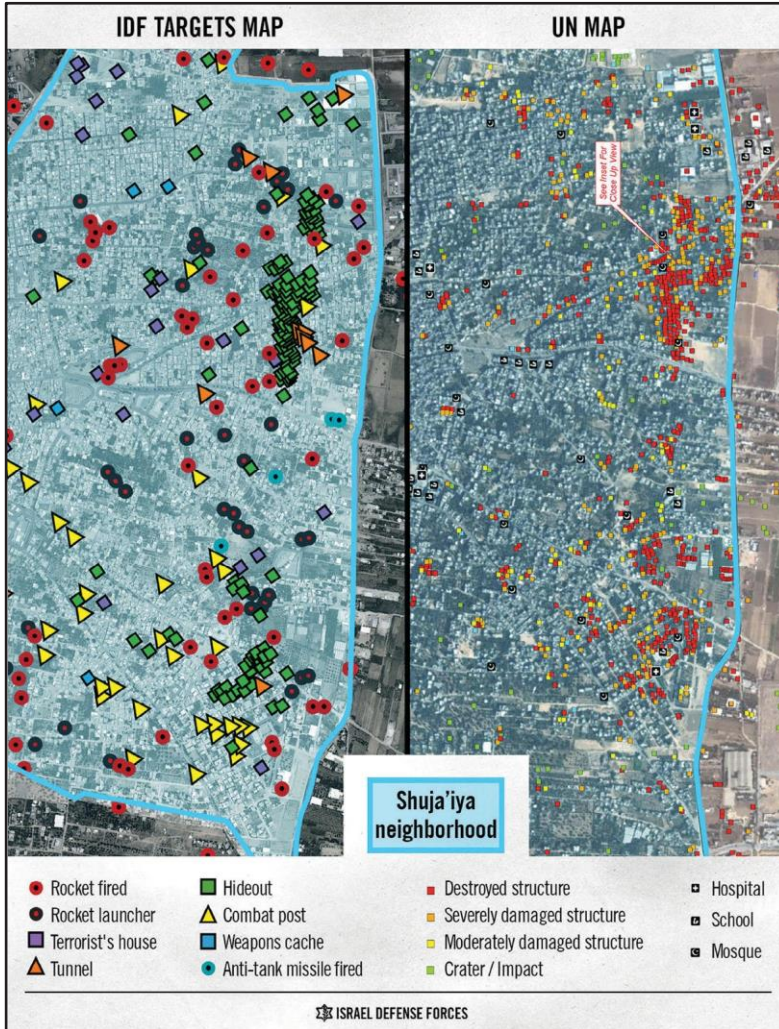 IDF TARGETS MAP
UN MAP
See Inset For
Close Up View
Shuja'iya
neighborhood
Rocket fired
Rocket launcher
Terrorist's house
Tunnel
Hideout
Combat post
Weapons cache
Anti-tank missile fired
Destroyed structure
Severely damaged structure
Moderately damaged structure
Crater / Impact
Hospital
School
Mosque
ISRAEL DEFENSE FORCES